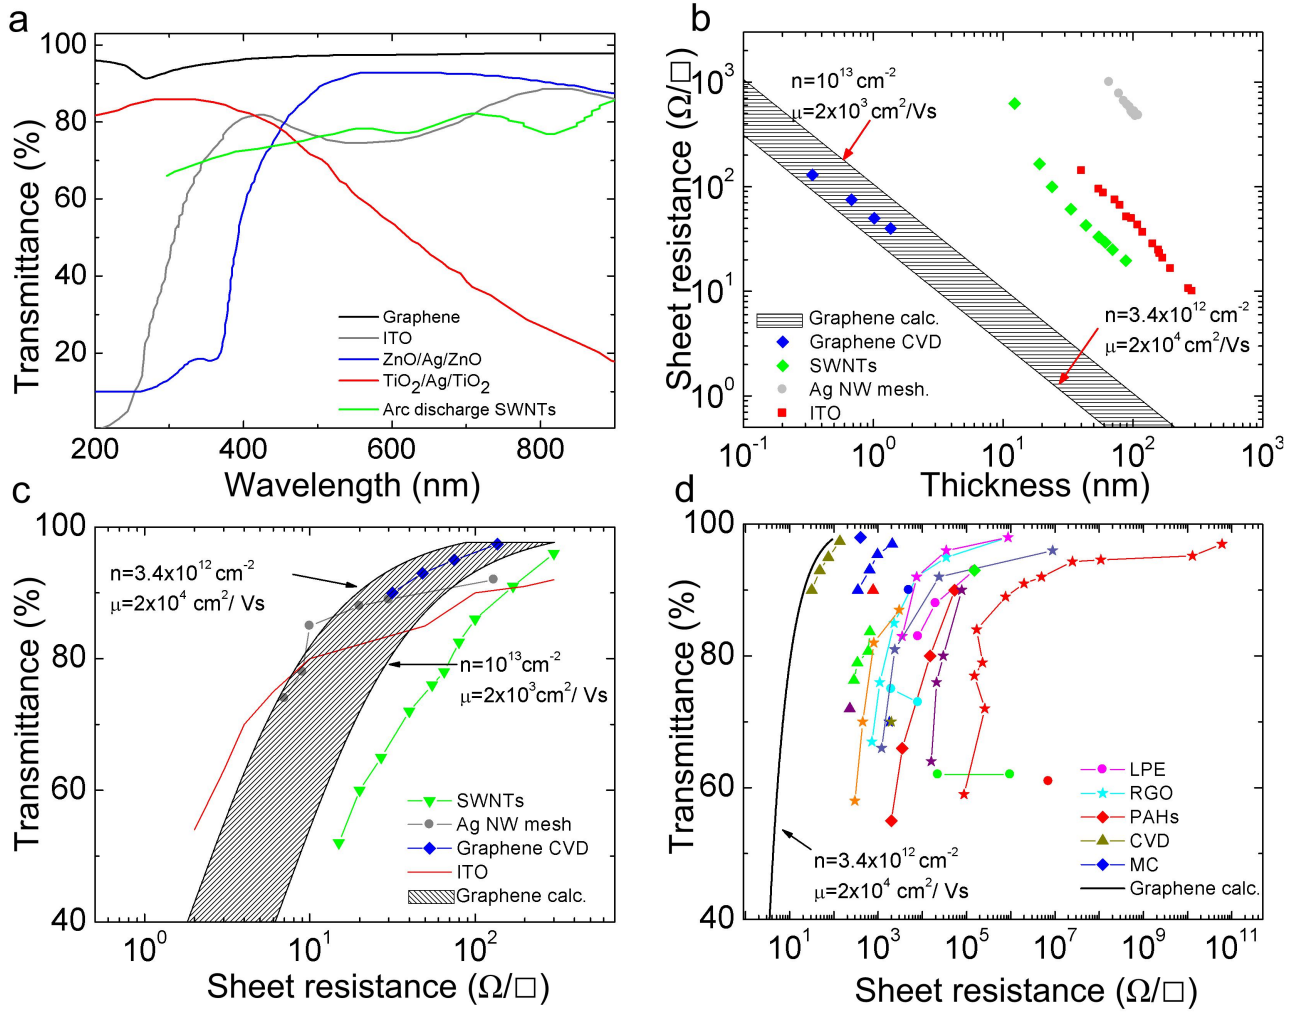 a
100
80
60
40
20
200
400
600
800
Transmittance (%)
Wavelength (nm)
Graphene
ITO
ZnO/Ag/ZnO
TiO2/Ag/TiO2
Arc discharge SWNTs
b
10^3
10^2
10^1
10^0
10^-1
10^0
10^1
10^2
10^3
Sheet resistance (Ω/□)
Thickness (nm)
n=10^13 cm^-2
μ=2x10^3 cm^2/Vs
n=3.4x10^12 cm^-2
μ=2x10^4 cm^2/Vs
Graphene calc.
Graphene CVD
SWNTs
Ag NW mesh.
ITO
c
100
80
60
40
10^0
10^1
10^2
Transmittance (%)
Sheet resistance (Ω/□)
n=3.4x10^12 cm^-2
μ=2x10^4 cm^2/ Vs
n=10^13 cm^-2
μ=2x10^3 cm^2/ Vs
SWNTs
Ag NW mesh
Graphene CVD
ITO
Graphene calc.
d
100
80
60
40
10^1
10^3
10^5
10^7
10^9
10^11
Transmittance (%)
Sheet resistance (Ω/□)
n=3.4x10^12 cm^-2
μ=2x10^4 cm^2/ Vs
LPE
RGO
PAHs
CVD
MC
Graphene calc.